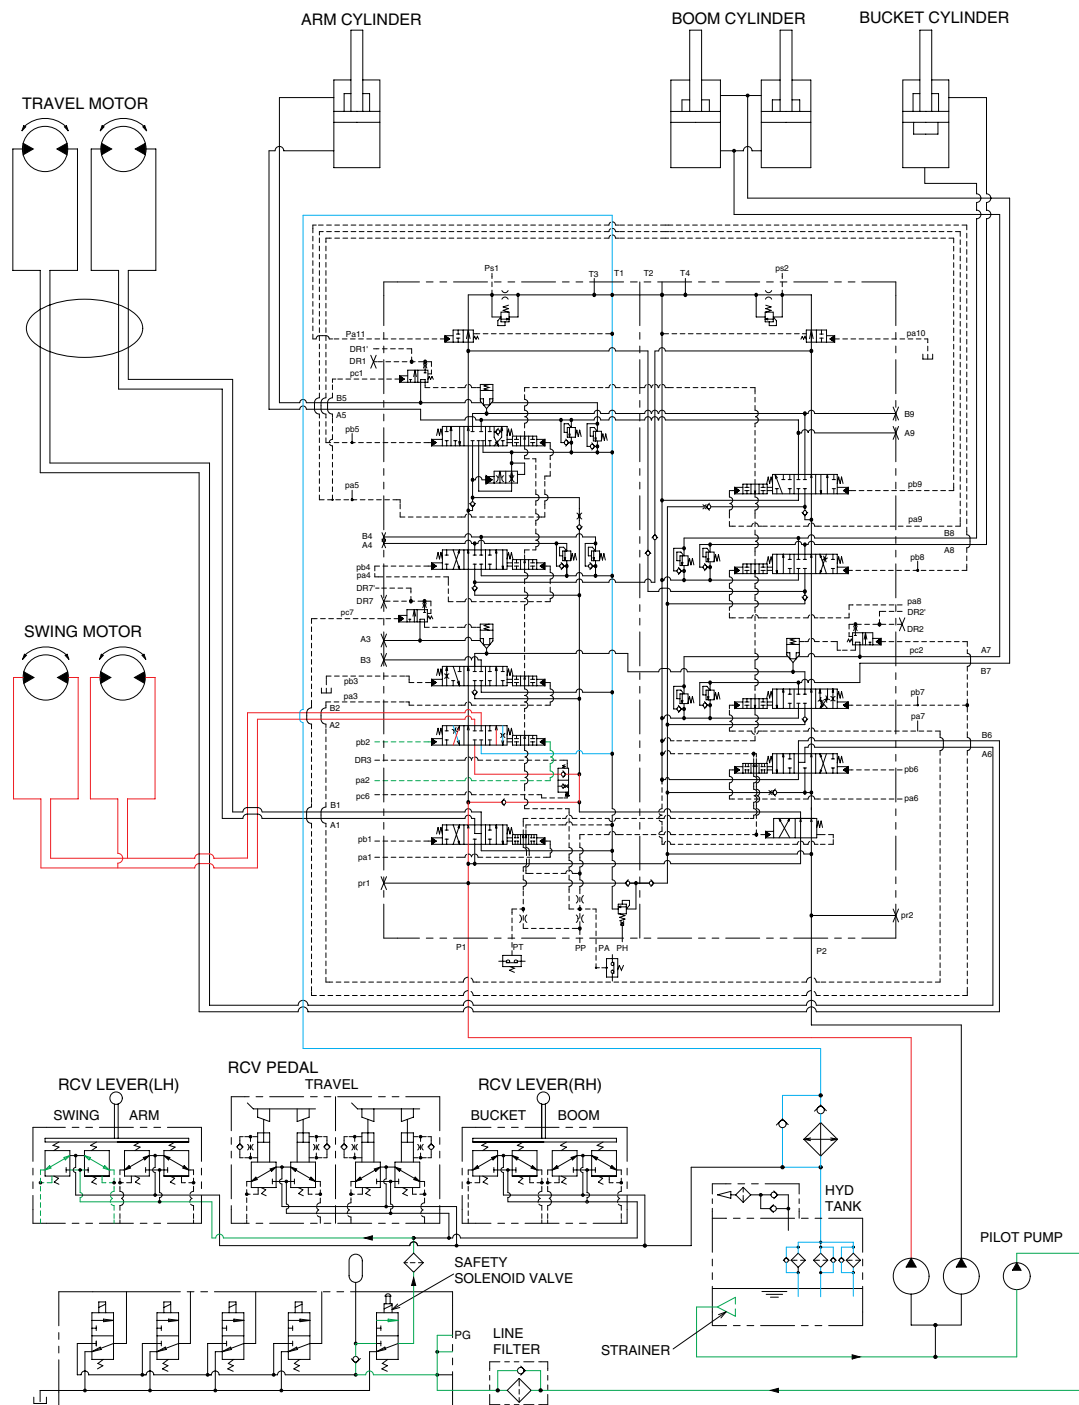 ARM CYLINDER
BOOM CYLINDER
BUCKET CYLINDER
TRAVEL MOTOR
Ps1
T3
T1
T2
T4
ps2
Pa11
pa10
DR1'
DR1
pc1
B5
A5
B9
A9
pb5
pa5
pb9
pa9
B4
A4
B8
A8
pb4
pa4
pb8
DR7'
DR7
pc7
pa8
DR2'
DR2
SWING MOTOR
A3
B3
pc2
A7
B7
pb3
pa3
pb7
pa7
B2
A2
pb2
B6
A6
DR3
pa2
pc6
pb6
pa6
B1
A1
pb1
pa1
pr1
pr2
P1
PT
PP
PA
PH
P2
RCV PEDAL
RCV LEVER(LH)
TRAVEL
RCV LEVER(RH)
SWING
ARM
BUCKET
BOOM
HYD
TANK
PILOT PUMP
SAFETY
SOLENOID VALVE
PG
LINE
FILTER
STRAINER